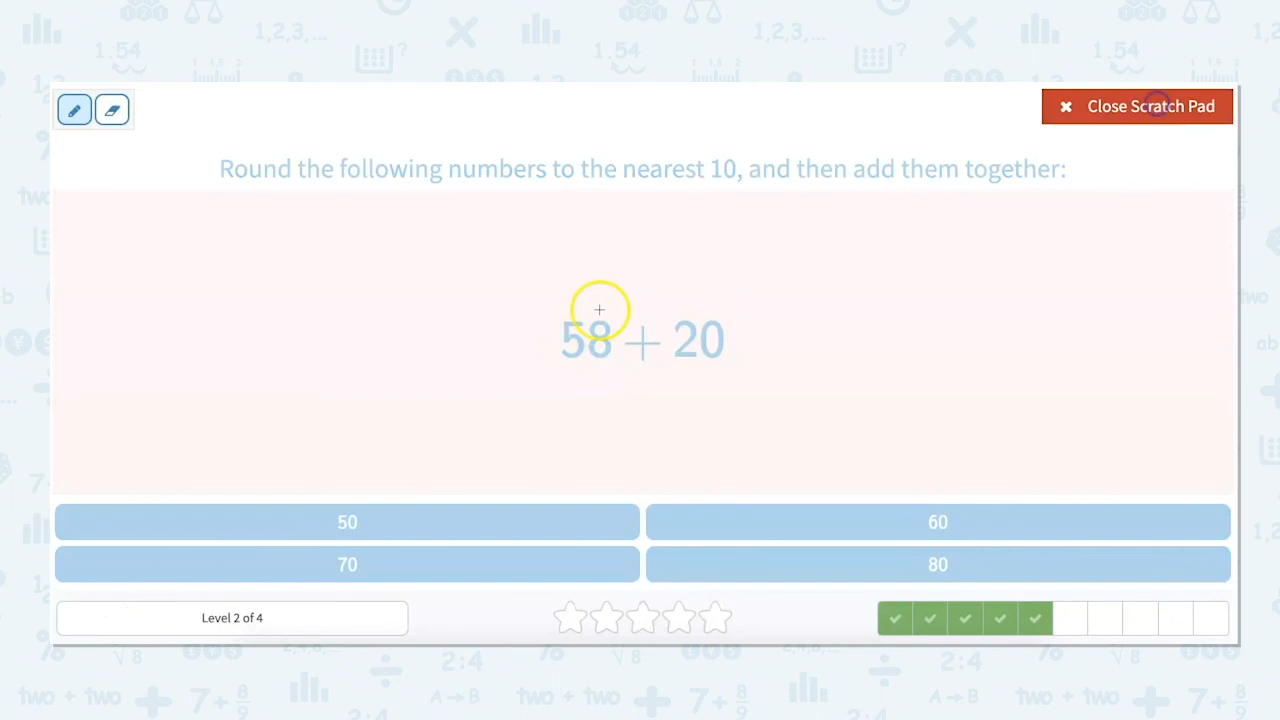 Close Scratch Pad
Round the following numbers to the nearest 10, and then add them together:
58 + 20
50
60
70
80
Level 2 of 4